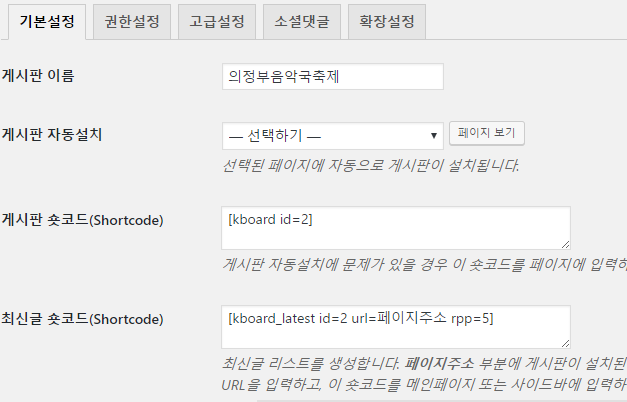 기본설정 권한설정 고급설정 소셜댓글 확장설정
게시판 이름 의정부음악국축제
게시판 자동설치 — 선택하기 — 페이지 보기
선택된 페이지에 자동으로 게시판이 설치됩니다.
게시판 숏코드(Shortcode) [kboard id=2]
게시판 자동설치에 문제가 있을 경우 이 숏코드를 페이지에 입력하
최신글 숏코드(Shortcode) [kboard_latest id=2 url=페이지주소 rpp=5]
최신글 리스트를 생성합니다. 페이지주소 부분에 게시판이 설치된
URL을 입력하고, 이 숏코드를 메인페이지 또는 사이드바에 입력하